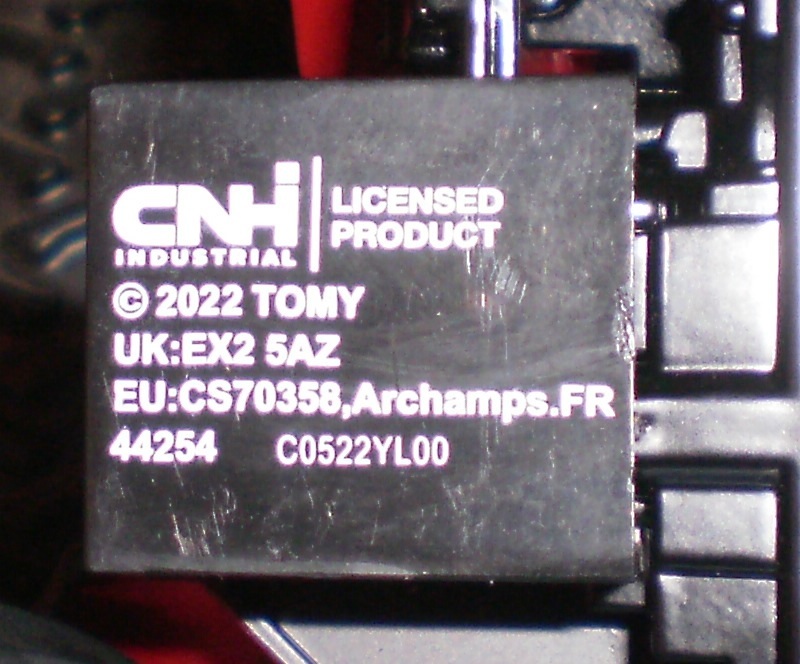 CNH INDUSTRIAL
LICENSED
PRODUCT
© 2022 TOMY
UK:EX2 5AZ
EU:CS70358,Archamps.FR
44254 C0522YL00